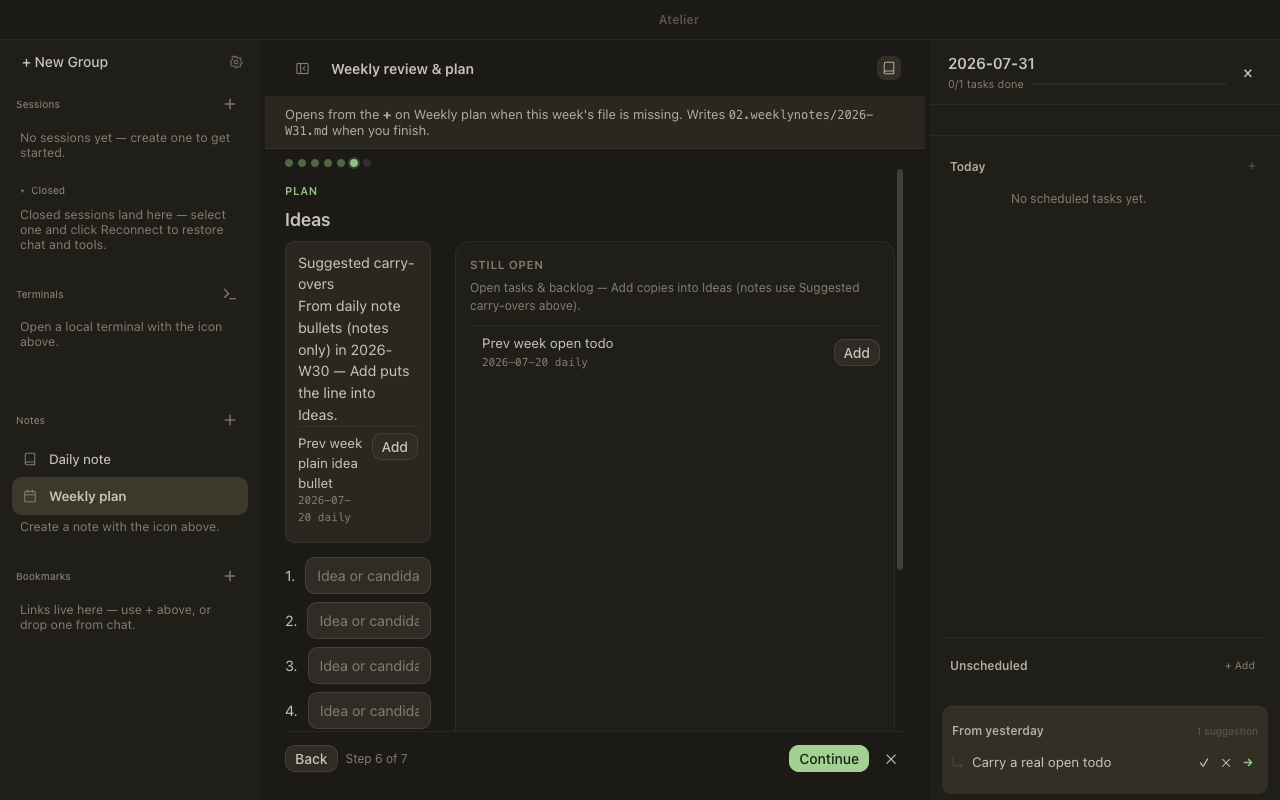 Atelier
+ New Group
Sessions
No sessions yet — create one to get
started.
Closed
Closed sessions land here — select
one and click Reconnect to restore
chat and tools.
Terminals
Open a local terminal with the icon
above.
Notes
Daily note
Weekly plan
Create a note with the icon above.
Bookmarks
Links live here — use + above, or
drop one from chat.
Weekly review & plan
Opens from the + on Weekly plan when this week's file is missing. Writes 02.weeklynotes/2026-
W31.md when you finish.
PLAN
Ideas
Suggested carry-
overs
From daily note
bullets (notes
only) in 2026-
W30 — Add puts
the line into
Ideas.
Prev week
plain idea
bullet
2026-07-
20 daily
Add
1. Idea or candida
2. Idea or candida
3. Idea or candida
4. Idea or candida
STILL OPEN
Open tasks & backlog — Add copies into Ideas (notes use Suggested
carry-overs above).
Prev week open todo
2026-07-20 daily
Add
Back
Step 6 of 7
Continue
2026-07-31
0/1 tasks done
Today
No scheduled tasks yet.
Unscheduled
+ Add
From yesterday
1 suggestion
Carry a real open todo